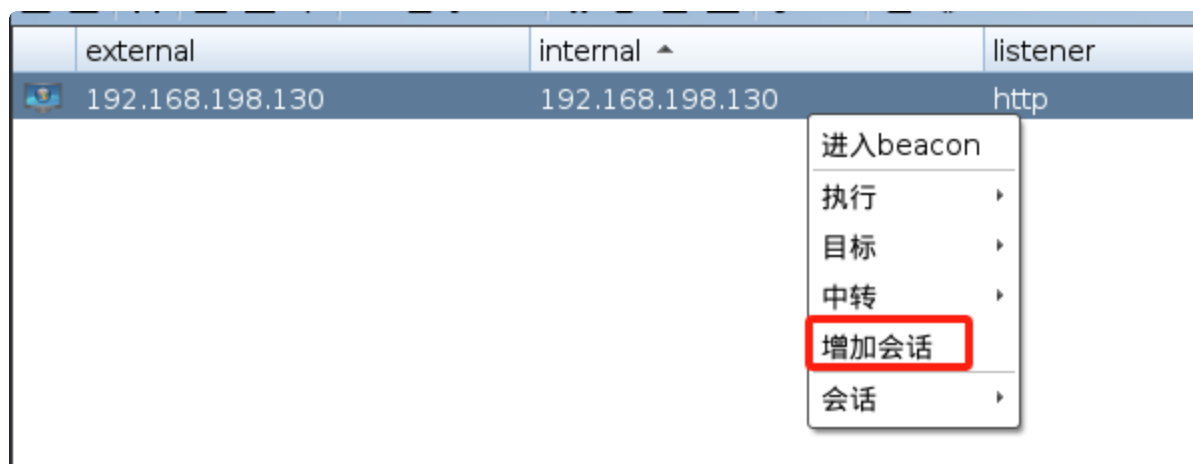 external internal listener
192.168.198.130 192.168.198.130 http
进入beacon
执行
目标
中转
增加会话
会话